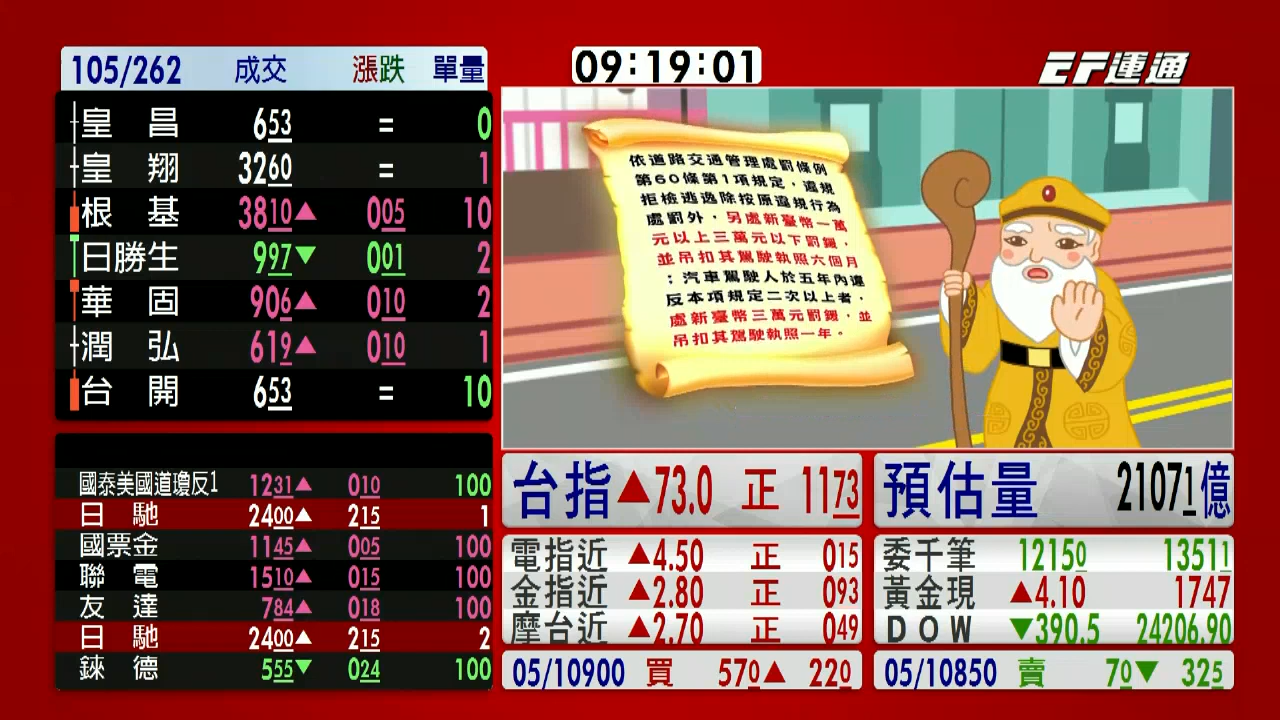 105/262 成交 漲跌 單量
09:19:01
EF運通
皇昌 653 = 0
皇翔 3260 = 1
根基 3810▲ 005 10
日勝生 997▼ 001 2
華固 906▲ 010 2
潤弘 619▲ 010 1
台開 653 = 10
依道路交通管理處罰條例
第60條第1項規定，違規
拒檢逃逸除按原違規行為
處罰外，另處新臺幣一萬
元以上三萬元以下罰鍰，
並吊扣其駕駛執照六個月
；汽車駕駛人於五年內違
反本項規定二次以上者，
處新臺幣三萬元罰鍰，並
吊扣其駕駛執照一年。
國泰美國道瓊反1 1231▲ 010 100
日馳 2400▲ 215 1
國票金 1145▲ 005 100
聯電 1510▲ 015 100
友達 784▲ 018 100
日馳 2400▲ 215 2
錸德 555▼ 024 100
台指▲73.0 正 1173
預估量 21071億
電指近 ▲4.50 正 015
金指近 ▲2.80 正 093
摩台近 ▲2.70 正 049
委千筆 12150 13511
黃金現 ▲4.10 1747
DOW ▼390.5 24206.90
05/10900 買 570▲ 220
05/10850 賣 70▼ 325